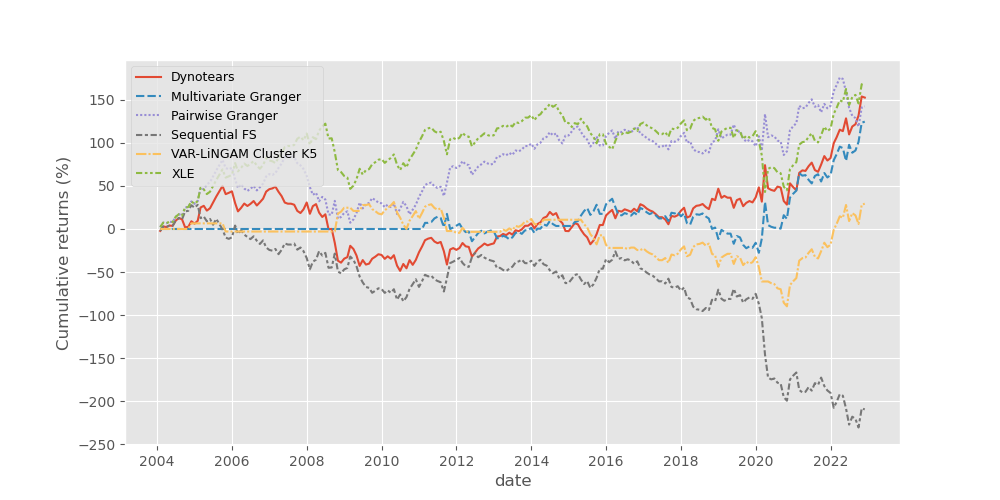 Dynotears
Multivariate Granger
Pairwise Granger
Sequential FS
VAR-LiNGAM Cluster K5
XLE
Cumulative returns (%)
150
100
50
0
−50
−100
−150
−200
−250
2004 2006 2008 2010 2012 2014 2016 2018 2020 2022
date